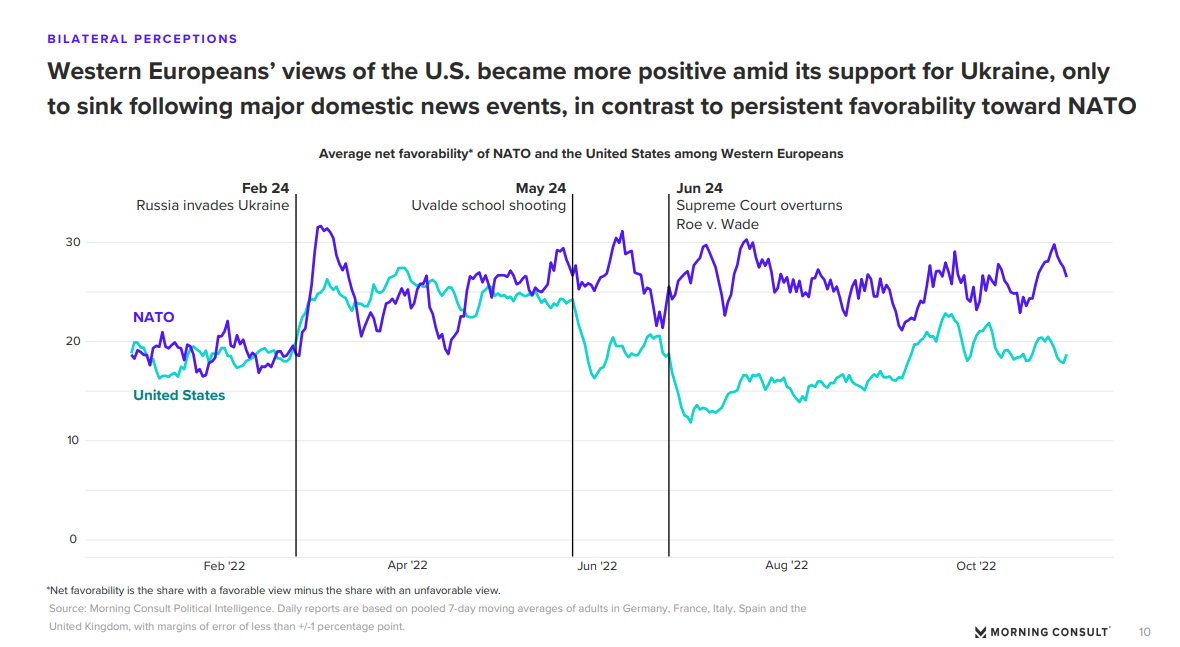 BILATERAL PERCEPTIONS
Western Europeans’ views of the U.S. became more positive amid its support for Ukraine, only
to sink following major domestic news events, in contrast to persistent favorability toward NATO
Average net favorability* of NATO and the United States among Western Europeans
Feb 24
Russia invades Ukraine
May 24
Uvalde school shooting
Jun 24
Supreme Court overturns
Roe v. Wade
30
NATO
20
United States
10
0
Feb '22
Apr '22
Jun '22
Aug '22
Oct '22
*Net favorability is the share with a favorable view minus the share with an unfavorable view.
Source: Morning Consult Political Intelligence. Daily reports are based on pooled 7-day moving averages of adults in Germany, France, Italy, Spain and the
United Kingdom, with margins of error of less than +/-1 percentage point.
MORNING CONSULT
10